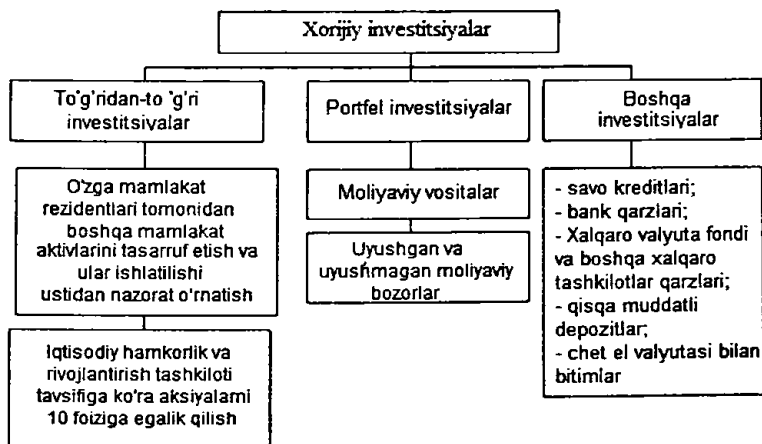 Xorijiy investitsiyalar
To'g'ridan-to 'g'ri
investitsiyalar
O'zga mamlakat
rezidentlari tomonidan
boshqa mamlakat
aktivlarini tasarruf etish va
ular ishlatilishi
ustidan nazorat o'rnatish
Iqtisodiy hamkorlik va
rivojlantirish tashkiloti
tavsifiga ko'ra aksiyalarni
10 foiziga egalik qilish
Portfel investitsiyalar
Moliyaviy vositalar
Uyushgan va
uyushmagan moliyaviy
bozorlar
Boshqa
investitsiyalar
- savo kreditlari;
- bank qarzlari;
- Xalqaro valyuta fondi
va boshqa xalqaro
tashkilotlar qarzlari;
- qisqa muddatli
depozitlar;
- chet el valyutasi bilan
bitimlar